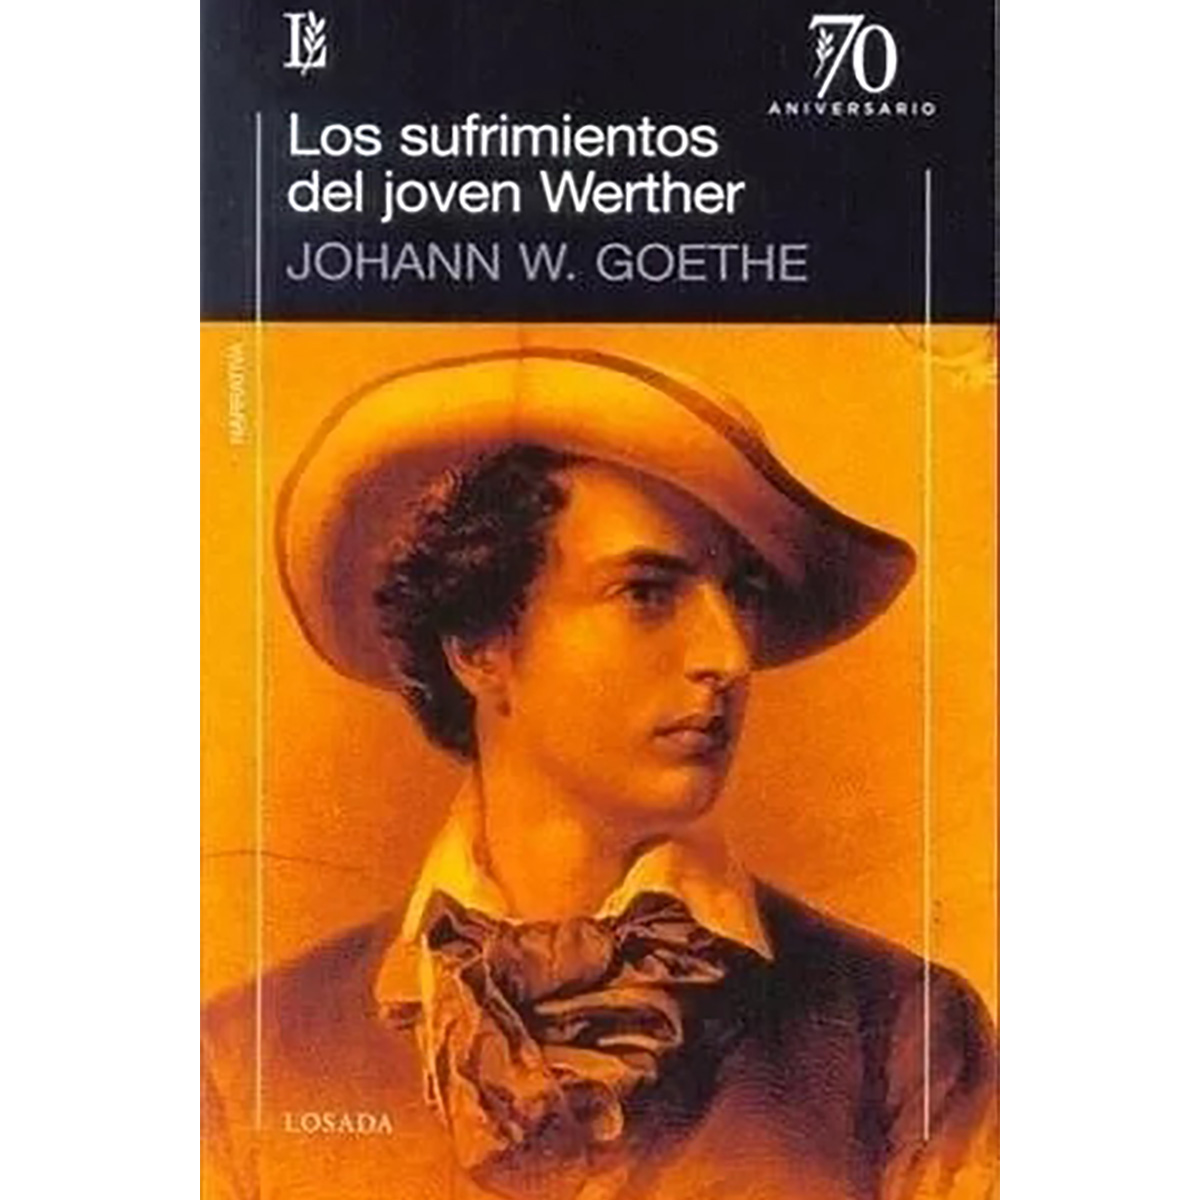 L
70
ANIVERSARIO
Los sufrimientos
del joven Werther
JOHANN W. GOETHE
NARRATIVA
LOSADA